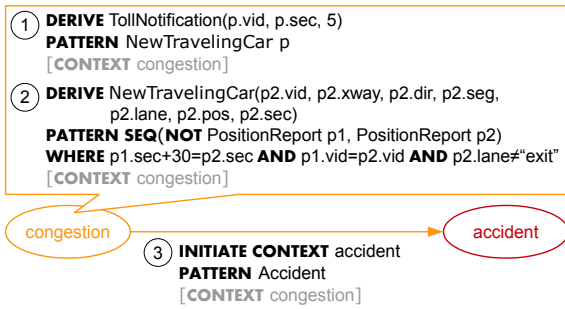 1 DERIVE TollNotification(p.vid, p.sec, 5)
PATTERN NewTravelingCar p
[CONTEXT congestion]
2 DERIVE NewTravelingCar(p2.vid, p2.xway, p2.dir, p2.seg,
p2.lane, p2.pos, p2.sec)
PATTERN SEQ(NOT PositionReport p1, PositionReport p2)
WHERE p1.sec+30=p2.sec AND p1.vid=p2.vid AND p2.lane≠“exit”
[CONTEXT congestion]
congestion
accident
3 INITIATE CONTEXT accident
PATTERN Accident
[CONTEXT congestion]